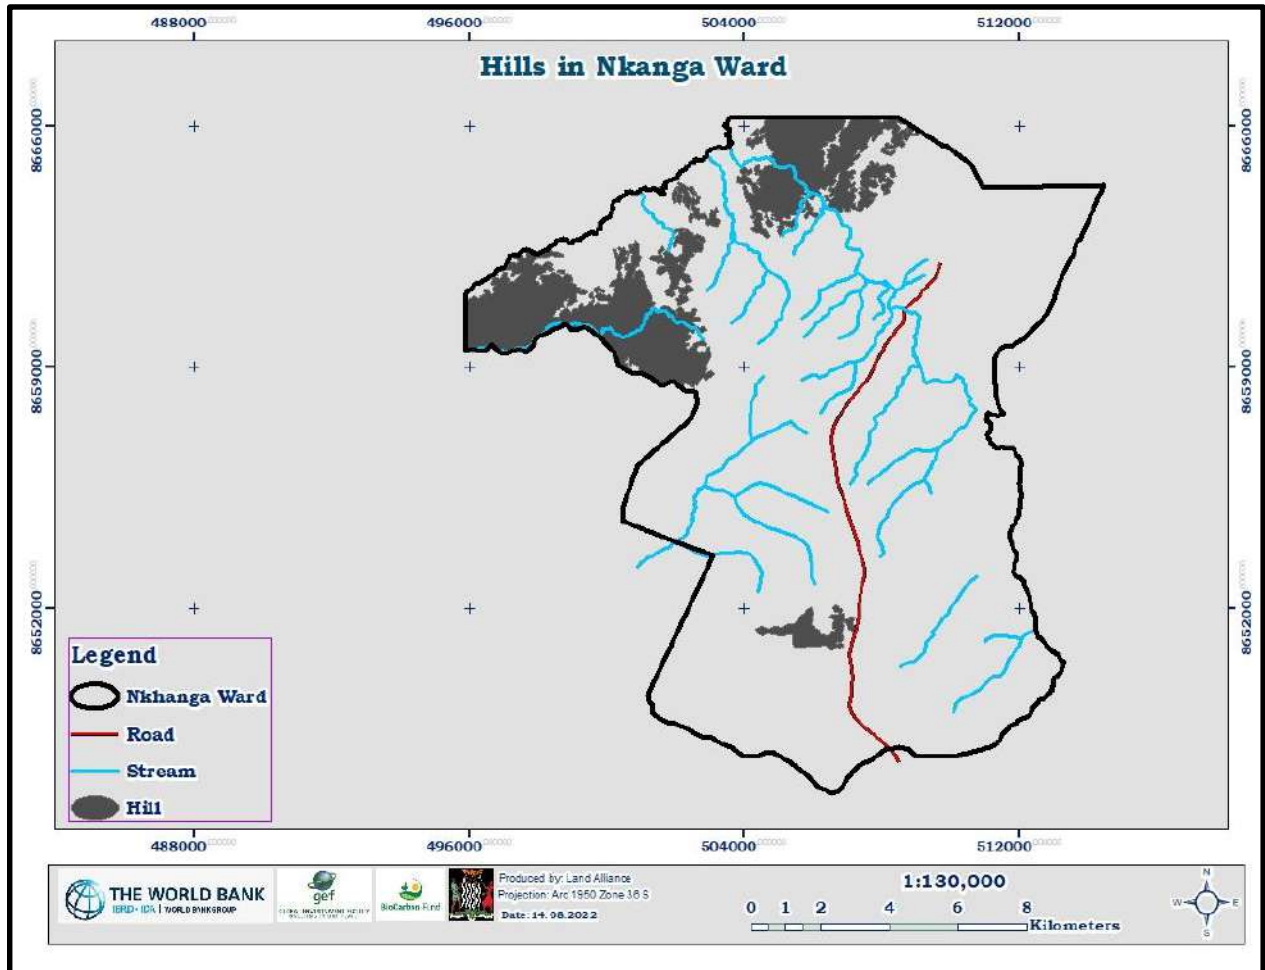 488000 496000 504000 512000
Hills in Nkanga Ward
8666000
8666000
8659000
8659000
8652000
8652000
Legend
Nkhanga Ward
Road
Stream
Hill
488000 496000 504000 512000
THE WORLD BANK
IBRD • IDA | WORLD BANK GROUP
gef
BioCarbon Fund
Produced by: Land Alliance
Projection: Arc 1950 Zone 36 S
Date: 14.08.2022
1:130,000
0 1 2 4 6 8
Kilometers
N
W E
S